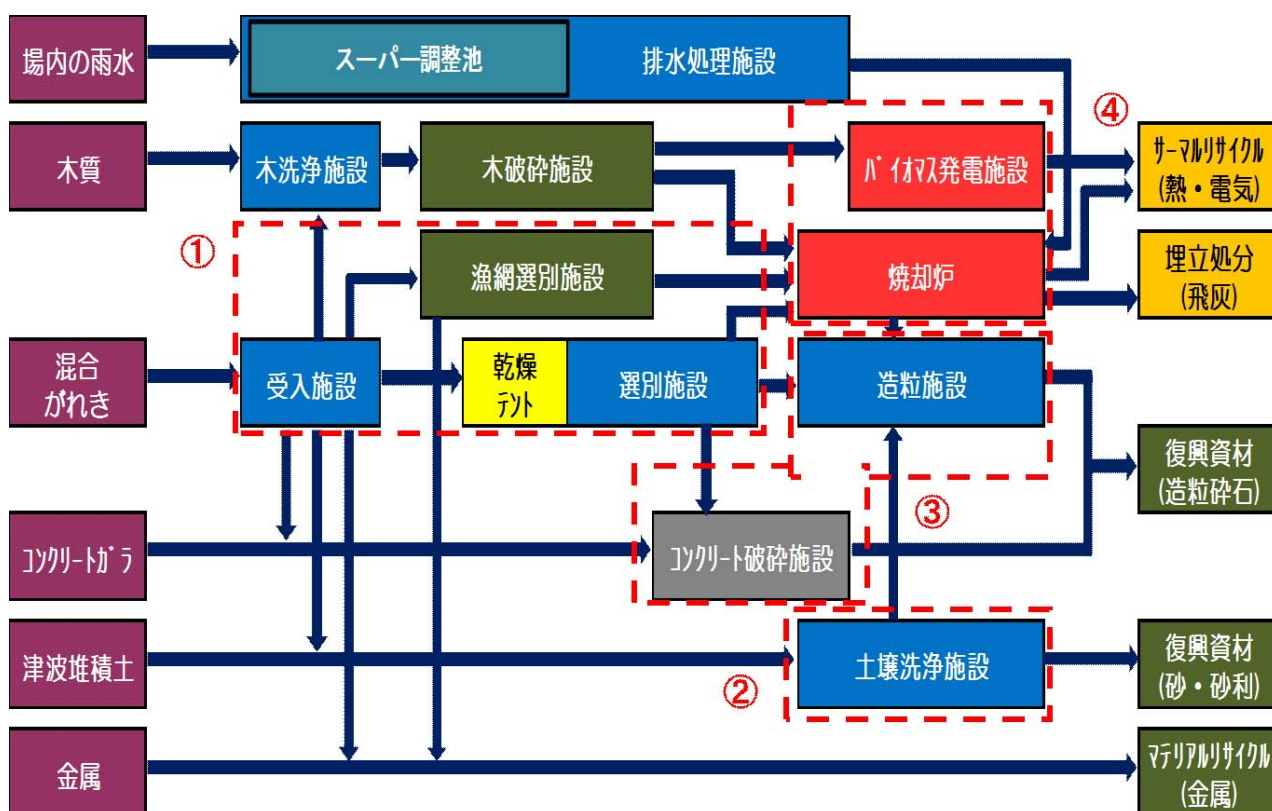 場内の雨水
スーパー調整池
排水処理施設
④
木質
木洗浄施設
木破砕施設
ﾊﾞｲｵﾏｽ発電施設
ｻｰﾏﾙﾘｻｲｸﾙ
(熱・電気)
①
漁網選別施設
焼却炉
埋立処分
(飛灰)
混合
がれき
受入施設
乾燥
ﾃﾝﾄ
選別施設
造粒施設
復興資材
(造粒砕石)
③
ｺﾝｸﾘｰﾄｶﾞﾗ
ｺﾝｸﾘｰﾄ破砕施設
津波堆積土
②
土壌洗浄施設
復興資材
(砂・砂利)
金属
ﾏﾃﾘｱﾙﾘｻｲｸﾙ
(金属)